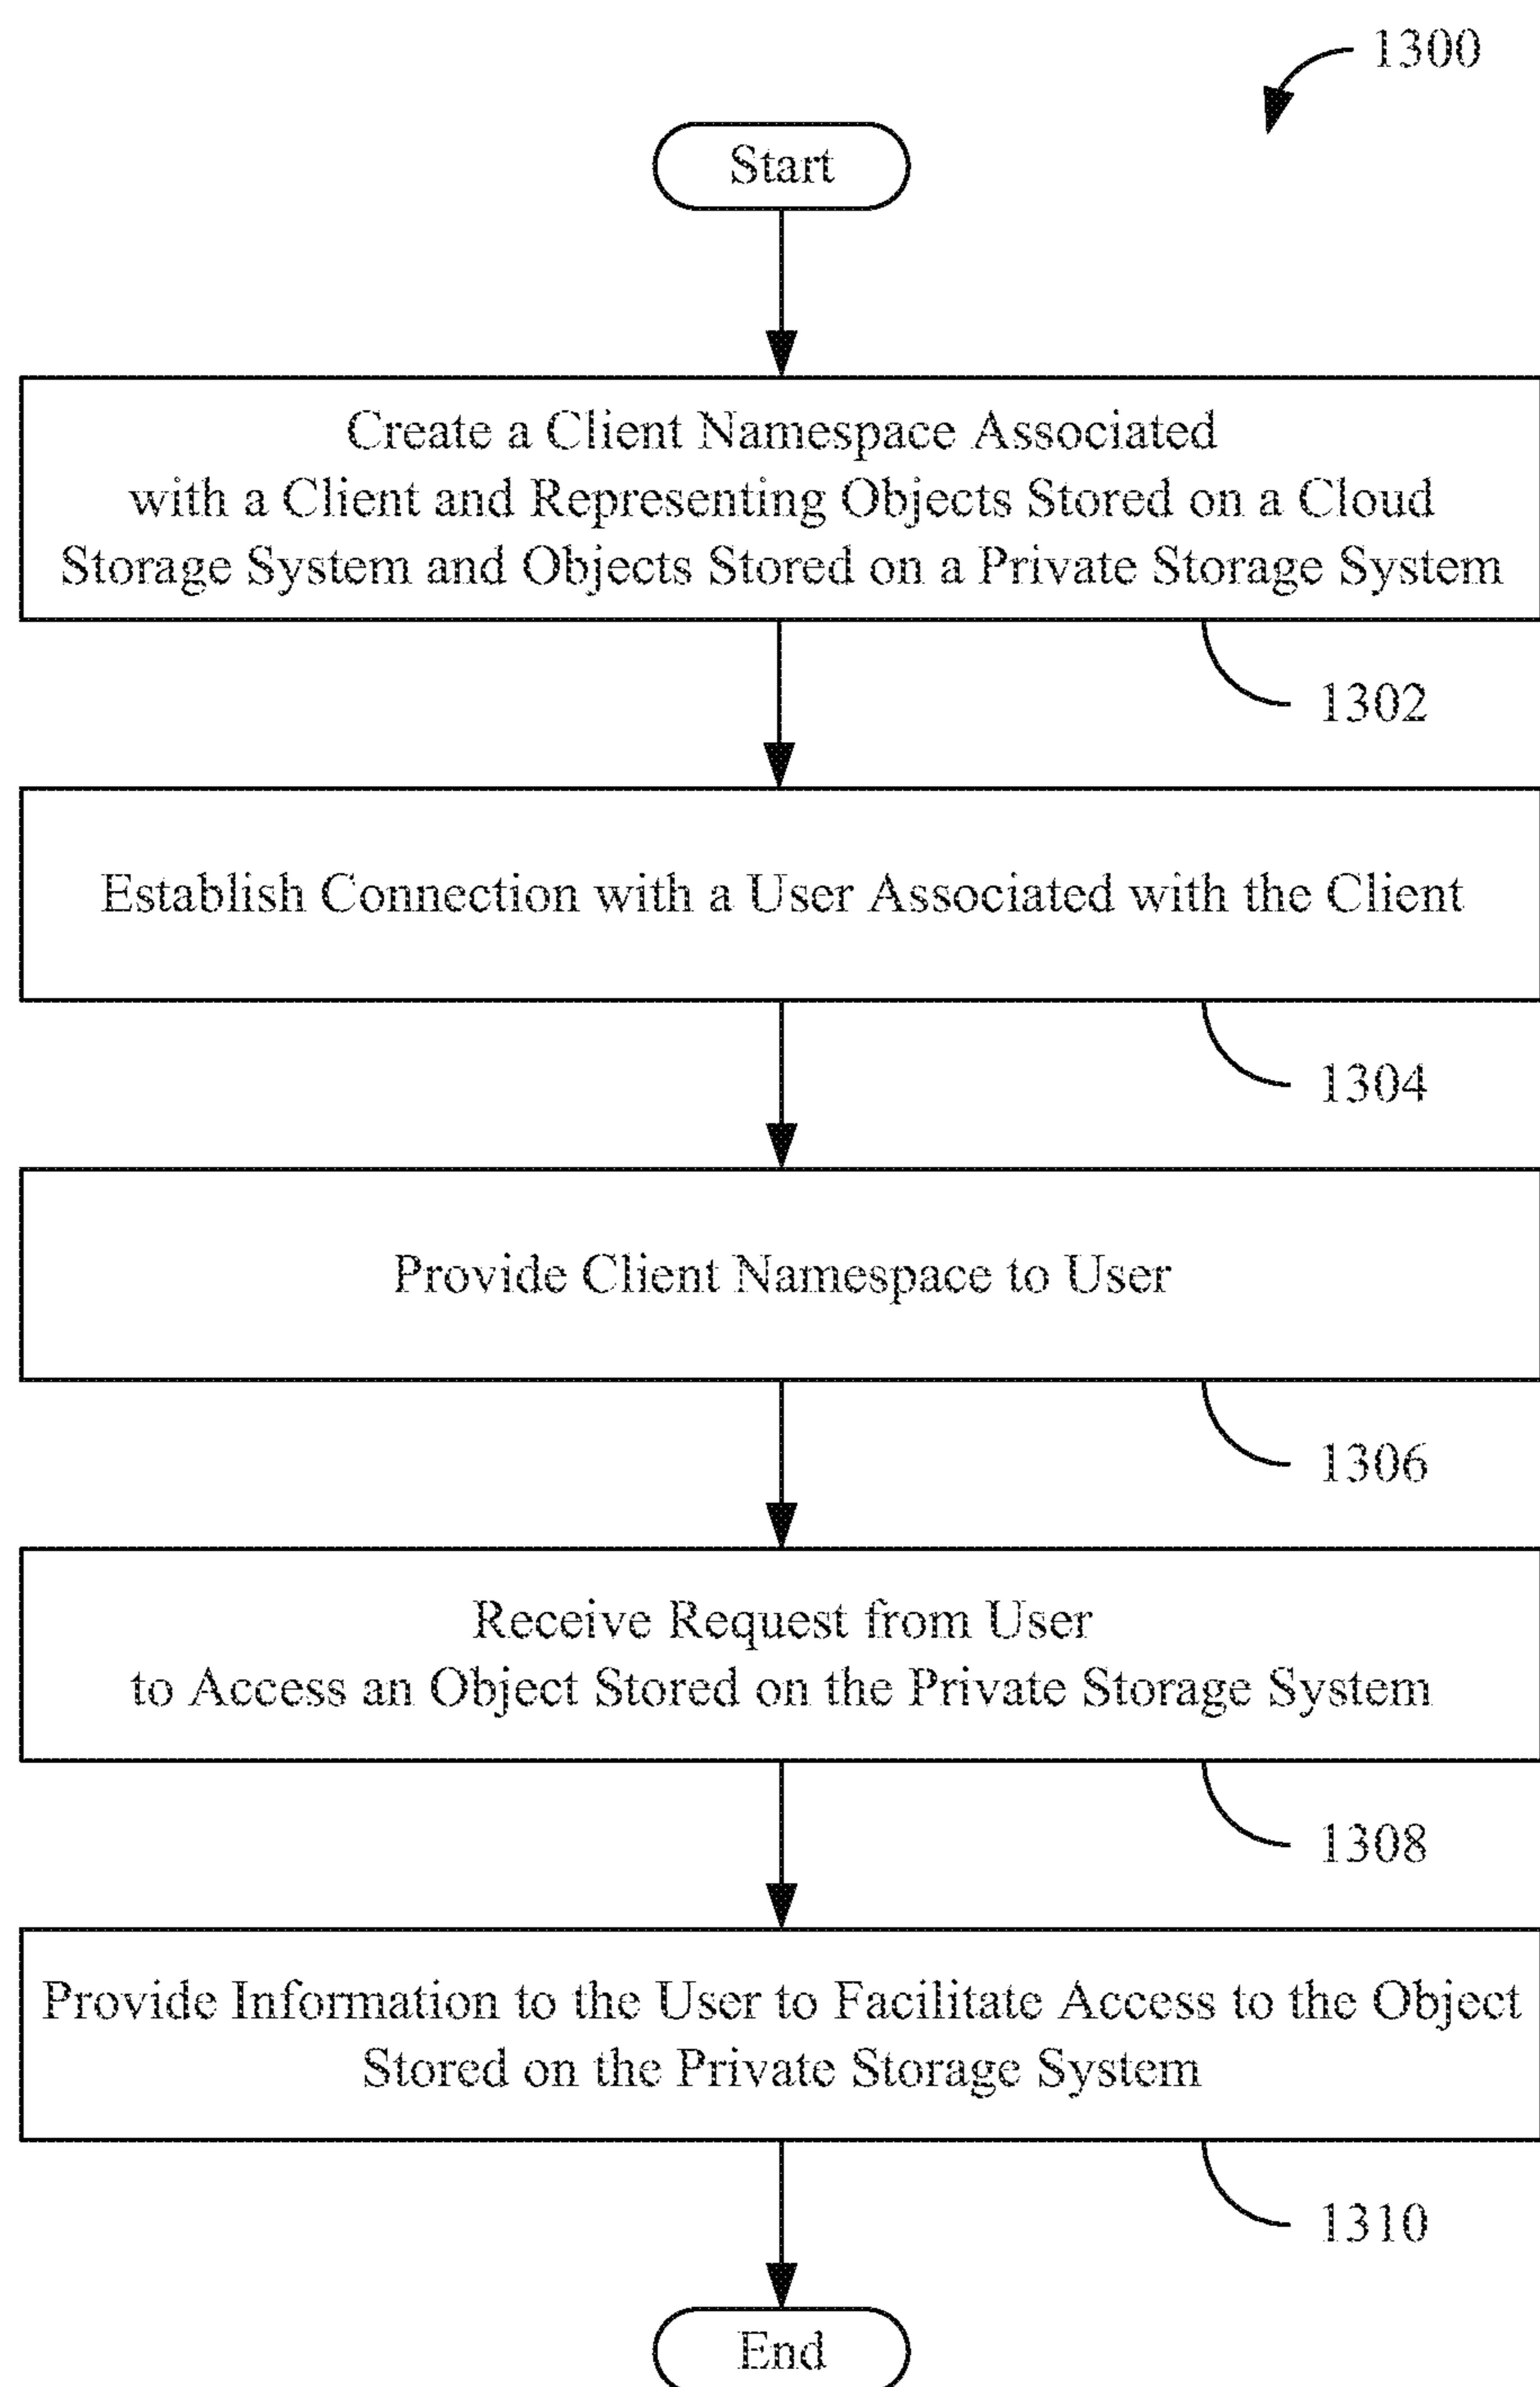 1300
Start
Create a Client Namespace Associated
with a Client and Representing Objects Stored on a Cloud
Storage System and Objects Stored on a Private Storage System
1302
Establish Connection with a User Associated with the Client
1304
Provide Client Namespace to User
1306
Receive Request from User
to Access an Object Stored on the Private Storage System
1308
Provide Information to the User to Facilitate Access to the Object
Stored on the Private Storage System
1310
End